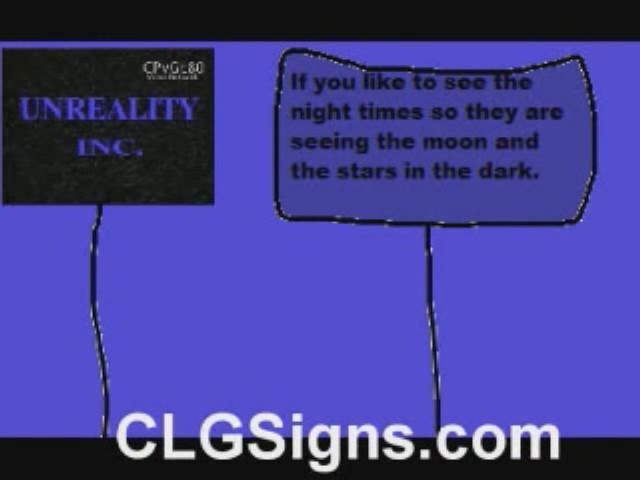 CPvGC80
UNREALITY
INC.
If you like to see the
night times so they are
seeing the moon and
the stars in the dark.
CLGSigns.com